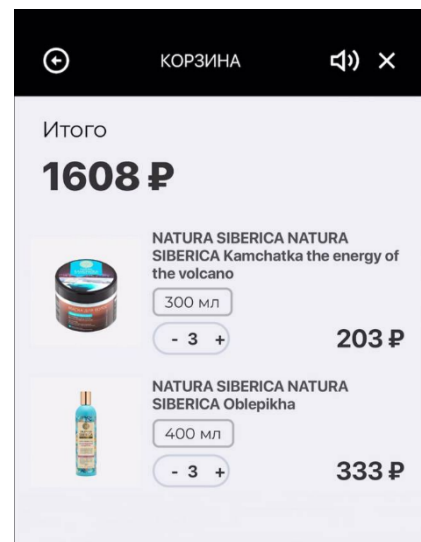 КОРЗИНА
Итого
1608 ₽
NATURA SIBERICA NATURA
SIBERICA Kamchatka the energy of
the volcano
300 мл
- 3 +
203 ₽
NATURA SIBERICA NATURA
SIBERICA Oblepikha
400 мл
- 3 +
333 ₽